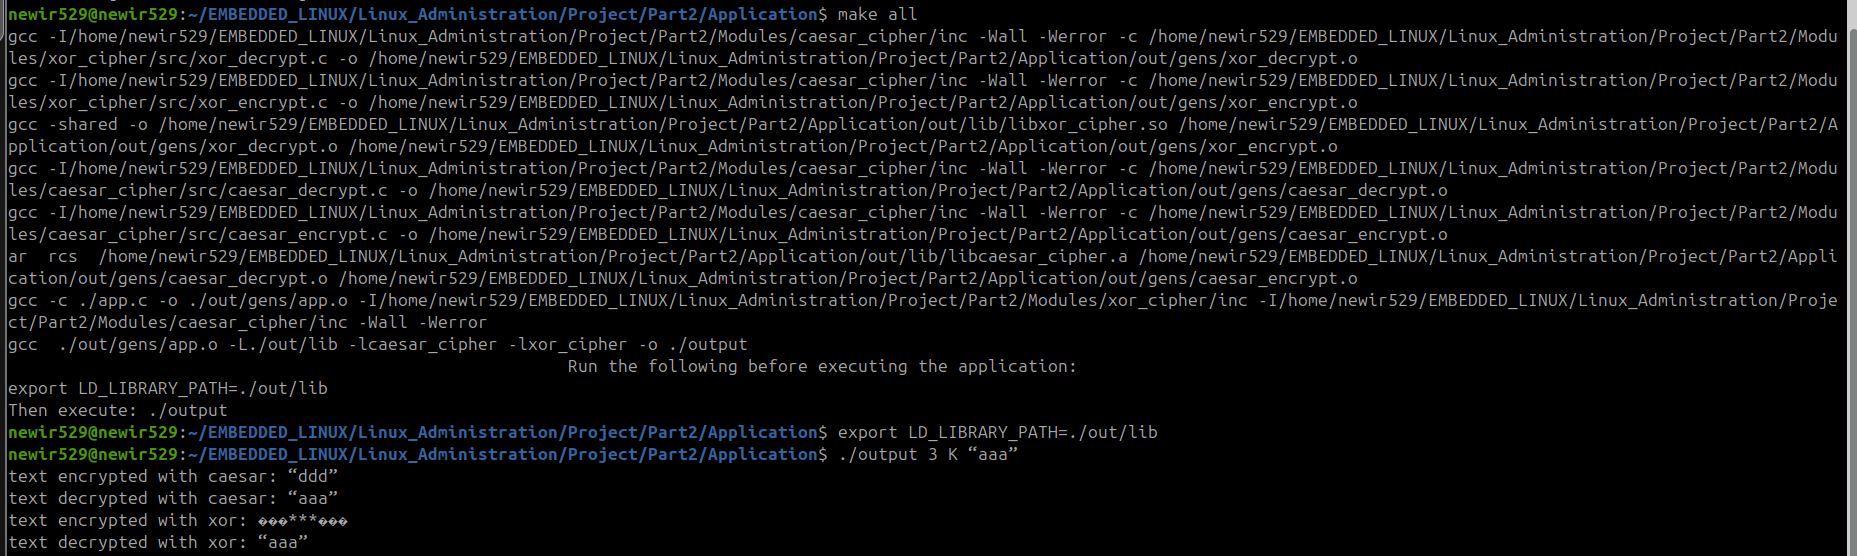 newir529@newir529:~/EMBEDDED_LINUX/Linux_Administration/Project/Part2/Application$ make all
gcc -I/home/newir529/EMBEDDED_LINUX/Linux_Administration/Project/Part2/Modules/caesar_cipher/inc -Wall -Werror -c /home/newir529/EMBEDDED_LINUX/Linux_Administration/Project/Part2/Modu
les/xor_cipher/src/xor_decrypt.c -o /home/newir529/EMBEDDED_LINUX/Linux_Administration/Project/Part2/Application/out/gens/xor_decrypt.o
gcc -I/home/newir529/EMBEDDED_LINUX/Linux_Administration/Project/Part2/Modules/caesar_cipher/inc -Wall -Werror -c /home/newir529/EMBEDDED_LINUX/Linux_Administration/Project/Part2/Modu
les/xor_cipher/src/xor_encrypt.c -o /home/newir529/EMBEDDED_LINUX/Linux_Administration/Project/Part2/Application/out/gens/xor_encrypt.o
gcc -shared -o /home/newir529/EMBEDDED_LINUX/Linux_Administration/Project/Part2/Application/out/lib/libxor_cipher.so /home/newir529/EMBEDDED_LINUX/Linux_Administration/Project/Part2/A
pplication/out/gens/xor_decrypt.o /home/newir529/EMBEDDED_LINUX/Linux_Administration/Project/Part2/Application/out/gens/xor_encrypt.o
gcc -I/home/newir529/EMBEDDED_LINUX/Linux_Administration/Project/Part2/Modules/caesar_cipher/inc -Wall -Werror -c /home/newir529/EMBEDDED_LINUX/Linux_Administration/Project/Part2/Modu
les/caesar_cipher/src/caesar_decrypt.c -o /home/newir529/EMBEDDED_LINUX/Linux_Administration/Project/Part2/Application/out/gens/caesar_decrypt.o
gcc -I/home/newir529/EMBEDDED_LINUX/Linux_Administration/Project/Part2/Modules/caesar_cipher/inc -Wall -Werror -c /home/newir529/EMBEDDED_LINUX/Linux_Administration/Project/Part2/Modu
les/caesar_cipher/src/caesar_encrypt.c -o /home/newir529/EMBEDDED_LINUX/Linux_Administration/Project/Part2/Application/out/gens/caesar_encrypt.o
ar  rcs  /home/newir529/EMBEDDED_LINUX/Linux_Administration/Project/Part2/Application/out/lib/libcaesar_cipher.a /home/newir529/EMBEDDED_LINUX/Linux_Administration/Project/Part2/Appli
cation/out/gens/caesar_decrypt.o /home/newir529/EMBEDDED_LINUX/Linux_Administration/Project/Part2/Application/out/gens/caesar_encrypt.o
gcc -c ./app.c -o ./out/gens/app.o -I/home/newir529/EMBEDDED_LINUX/Linux_Administration/Project/Part2/Modules/xor_cipher/inc -I/home/newir529/EMBEDDED_LINUX/Linux_Administration/Proje
ct/Part2/Modules/caesar_cipher/inc -Wall -Werror
gcc  ./out/gens/app.o -L./out/lib -lcaesar_cipher -lxor_cipher -o ./output
Run the following before executing the application:
export LD_LIBRARY_PATH=./out/lib
Then execute: ./output
newir529@newir529:~/EMBEDDED_LINUX/Linux_Administration/Project/Part2/Application$ export LD_LIBRARY_PATH=./out/lib
newir529@newir529:~/EMBEDDED_LINUX/Linux_Administration/Project/Part2/Application$ ./output 3 K “aaa”
text encrypted with caesar: “ddd”
text decrypted with caesar: “aaa”
text encrypted with xor: ���***���
text decrypted with xor: “aaa”